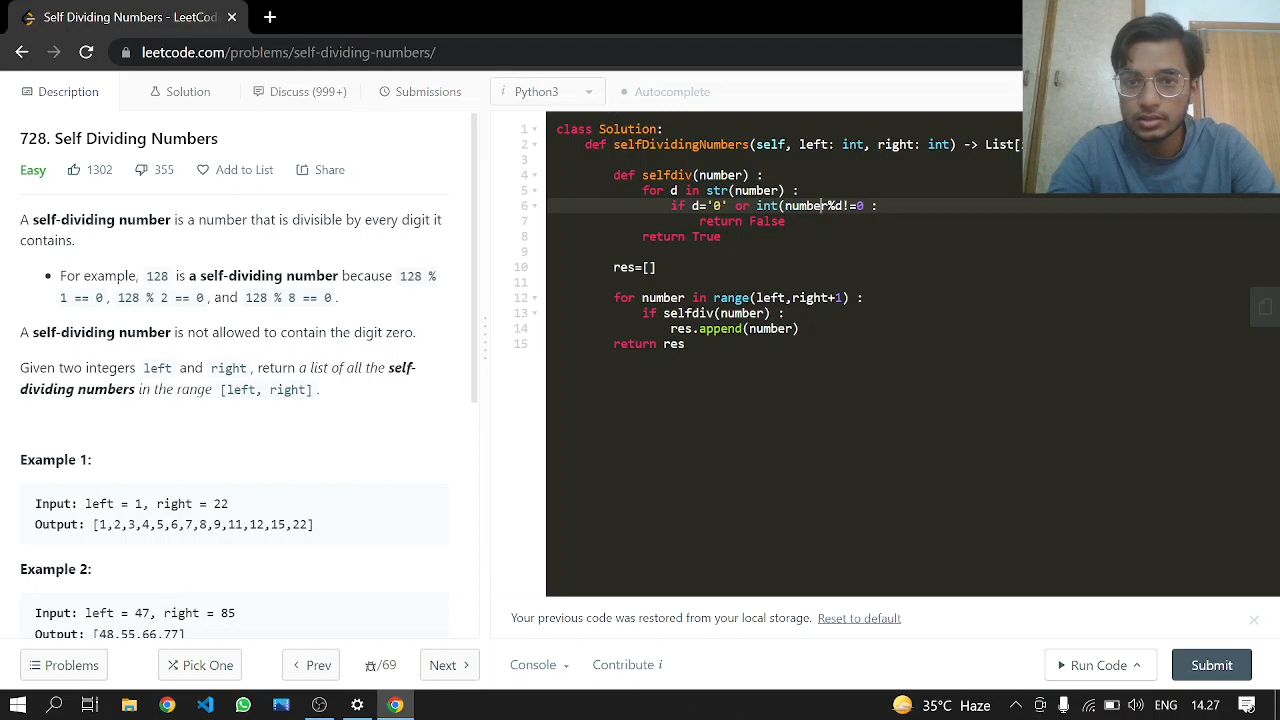 Self Dividing Numbers - LeetCod
leetcode.com/problems/self-dividing-numbers/
Description
Solution
Discuss (999+)
Submissions
i Python3
Autocomplete
728. Self Dividing Numbers
Easy 1302 355 Add to List Share
A self-dividing number is a number that is divisible by every digit it
contains.
For example, 128 is a self-dividing number because 128 %
1 == 0, 128 % 2 == 0, and 128 % 8 == 0.
A self-dividing number is not allowed to contain the digit zero.
Given two integers left and right, return a list of all the self-
dividing numbers in the range [left, right].
Example 1:
Input: left = 1, right = 22
Output: [1,2,3,4,5,6,7,8,9,11,12,15,22]
Example 2:
Input: left = 47, right = 85
Output: [48,55,66,77]
1 class Solution:
2 def selfDividingNumbers(self, left: int, right: int) -> List[
3
4 def selfdiv(number) :
5 for d in str(number) :
6 if d='0' or int(number%d!=0 :
7 return False
8 return True
9
10 res=[]
11
12 for number in range(left,right+1) :
13 if selfdiv(number) :
14 res.append(number)
15 return res
Your previous code was restored from your local storage. Reset to default
Problems
Pick One
Prev
/69
Next
Console
Contribute i
Run Code
Submit
35°C Haze
ENG
14.27